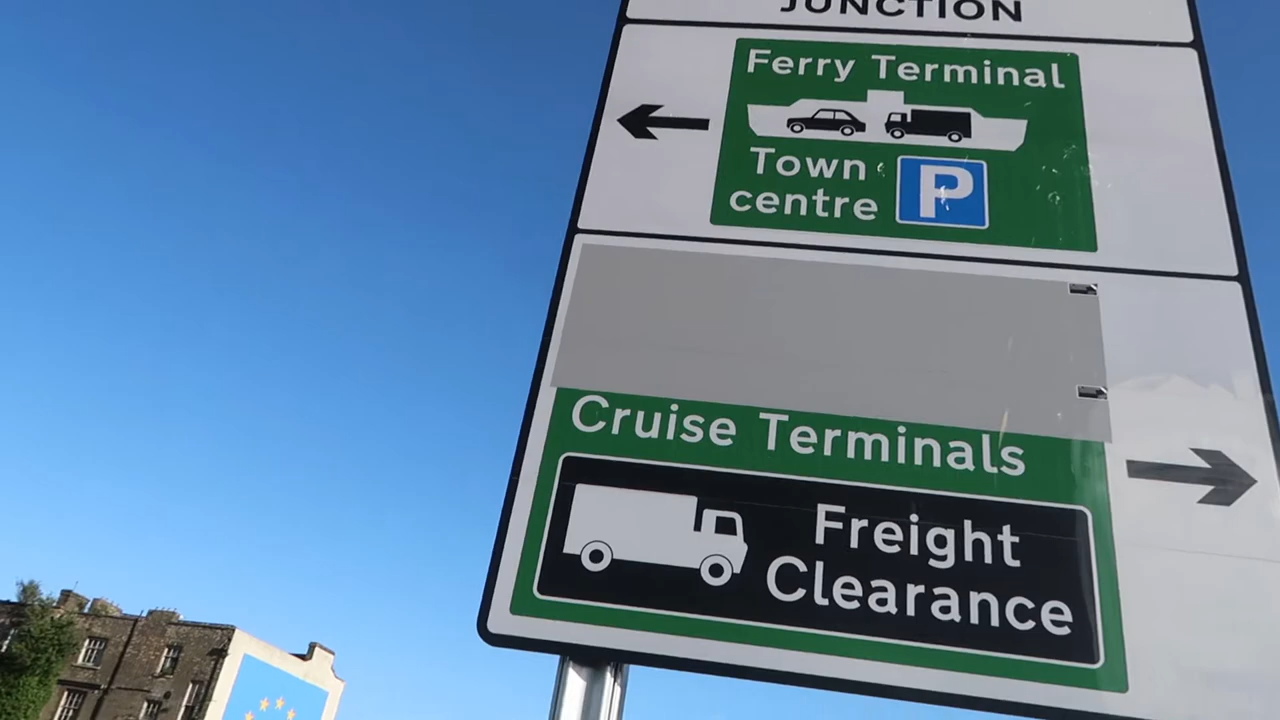 JUNCTION
Ferry Terminal
Town
centre P
Cruise Terminals
Freight
Clearance